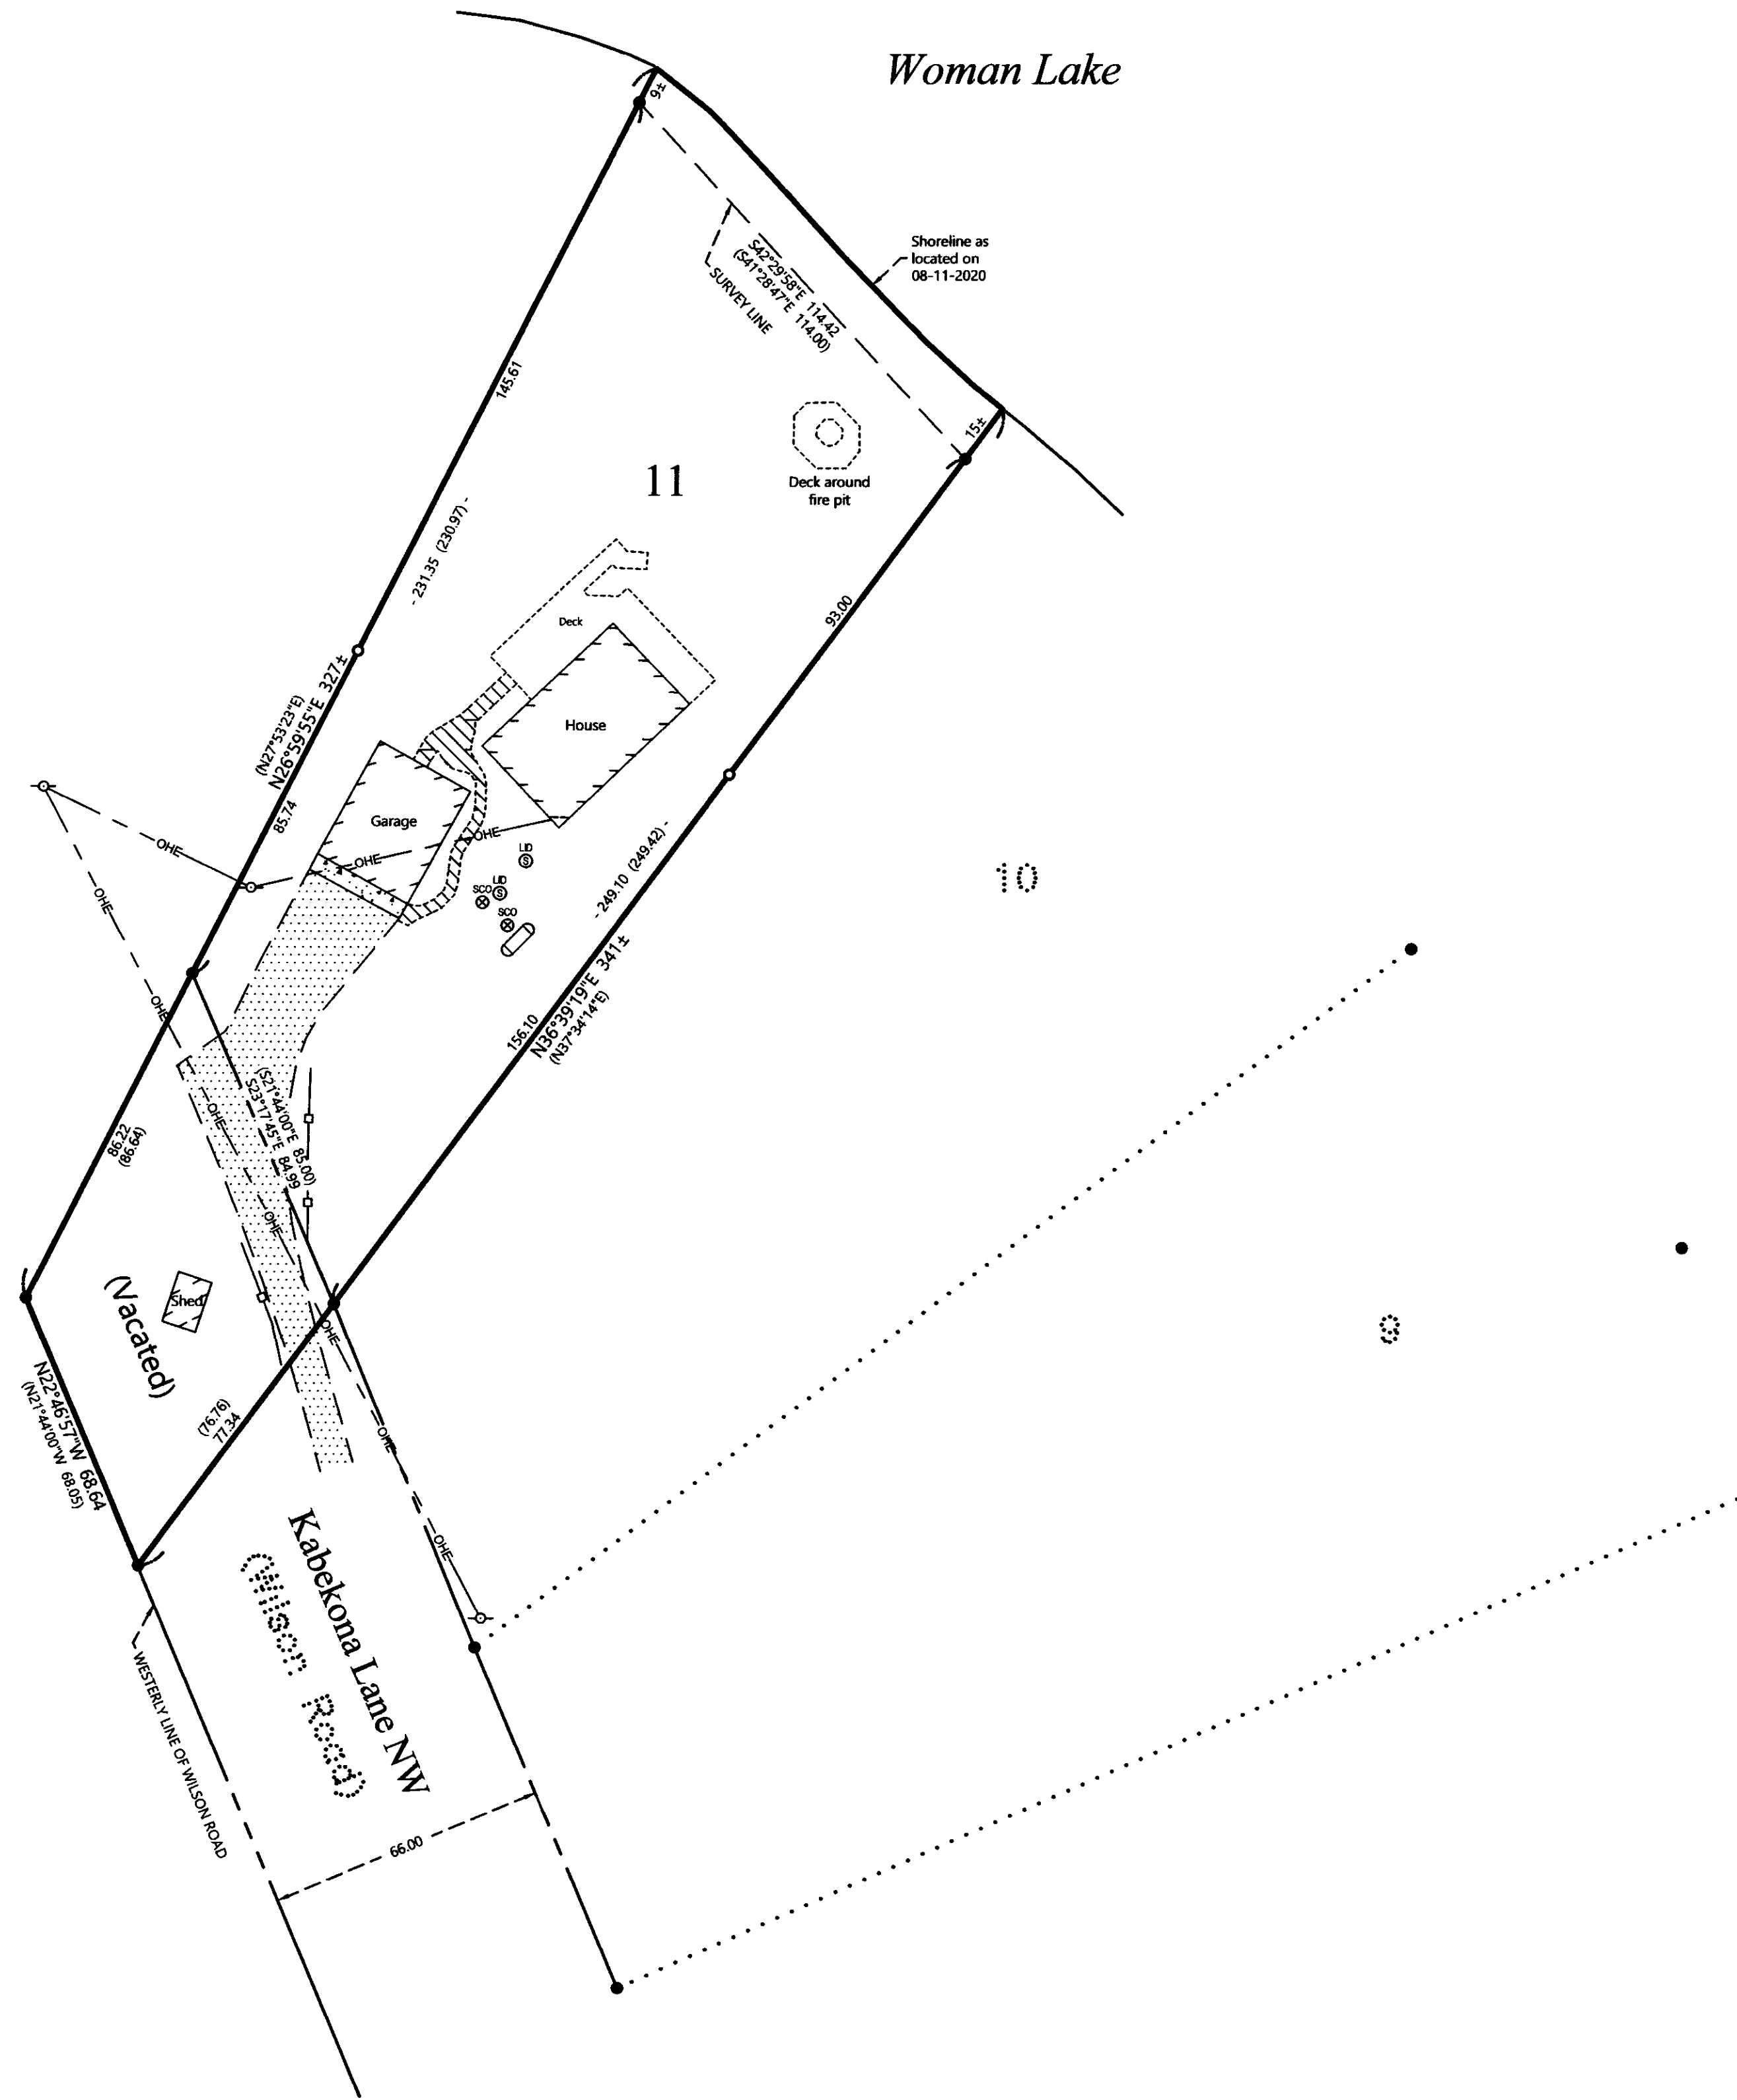 Woman Lake
9±
Shoreline as
located on
08-11-2020
S42°29'58"E 114.42
(S41°28'47"E 114.00)
SURVEY LINE
145.61
15±
11
Deck around
fire pit
- 231.35 (230.97) -
93.00
Deck
(N27°53'23"E)
N26°59'55"E 327±
House
85.74
Garage
OHE
OHE
OHE
LID
S
LID
S
SCO
SCO
- 249.10 (249.42) -
10
OHE
156.10
N36°39'19"E 341±
(N37°34'14"E)
OHE
(S21°44'00"E 85.00)
S23°17'45"E 84.99
OHE
86.22
(86.64)
OHE
Shed
(Vacated)
OHE
9
N22°46'57"W 68.64
(N21°44'00"W 68.05)
(76.76)
77.34
OHE
OHE
Kabekona Lane NW
(Wilson Road)
WESTERLY LINE OF WILSON ROAD
66.00